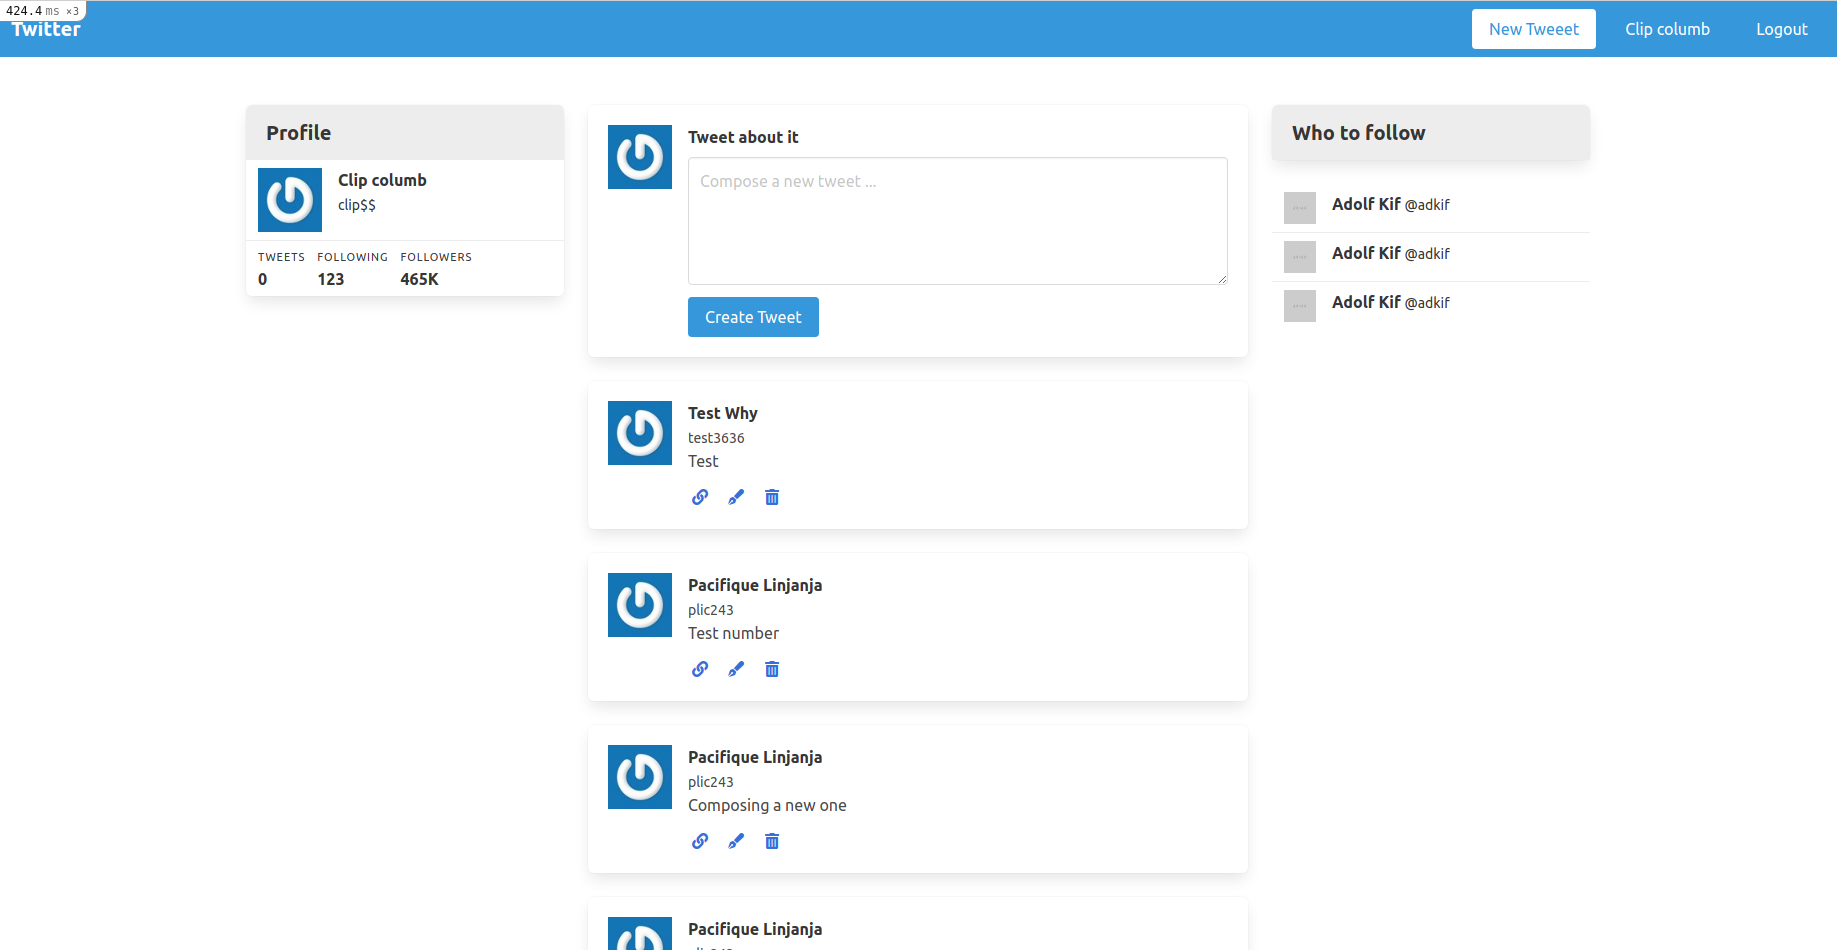 424.4 ms ×3
Twitter
New Tweeet
Clip columb
Logout
Profile
Clip columb
clip$$
TWEETS FOLLOWING FOLLOWERS
0 123 465K
Tweet about it
Compose a new tweet ...
Create Tweet
Test Why
test3636
Test
Pacifique Linjanja
plic243
Test number
Pacifique Linjanja
plic243
Composing a new one
Pacifique Linjanja
Who to follow
Adolf Kif @adkif
Adolf Kif @adkif
Adolf Kif @adkif